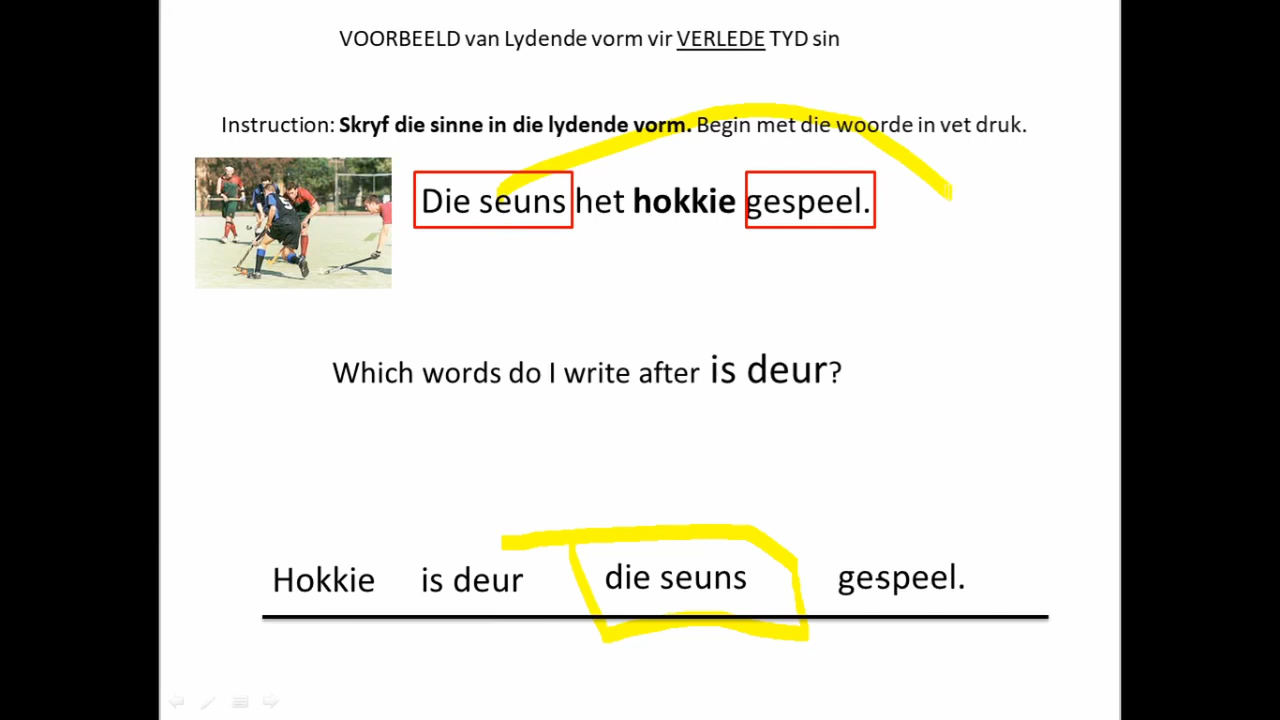 VOORBEELD van Lydende vorm vir VERLEDE TYD sin
Instruction: Skryf die sinne in die lydende vorm. Begin met die woorde in vet druk.
Die seuns het hokkie gespeel.
Which words do I write after is deur?
Hokkie is deur die seuns gespeel.